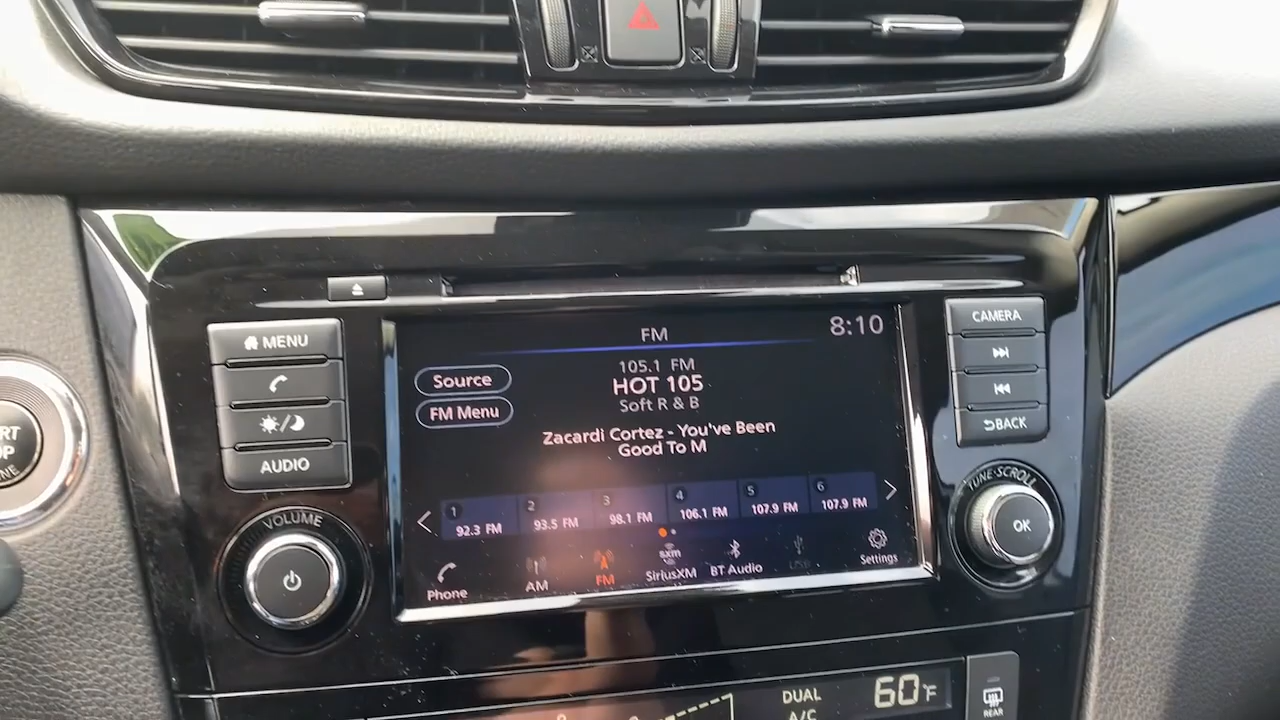 MENU
AUDIO
VOLUME
FM
8:10
Source
FM Menu
105.1 FM
HOT 105
Soft R & B
Zacardi Cortez - You've Been
Good To M
1
92.3 FM
2
93.5 FM
3
98.1 FM
4
106.1 FM
5
107.9 FM
6
107.9 FM
Phone
AM
FM
sxm
SiriusXM
BT Audio
USB
Settings
CAMERA
BACK
TUNE·SCROLL
OK
DUAL
A/C
60°F
REAR